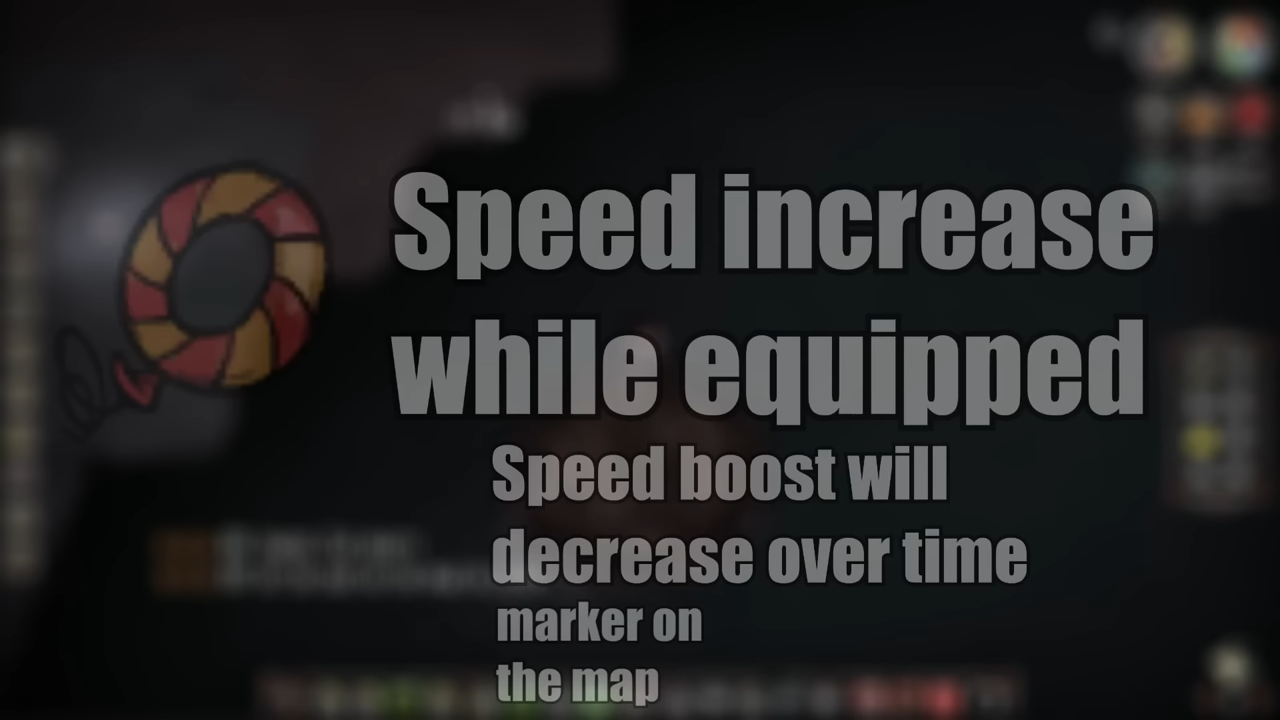 Speed increase
while equipped
Speed boost will
decrease over time
marker on
the map